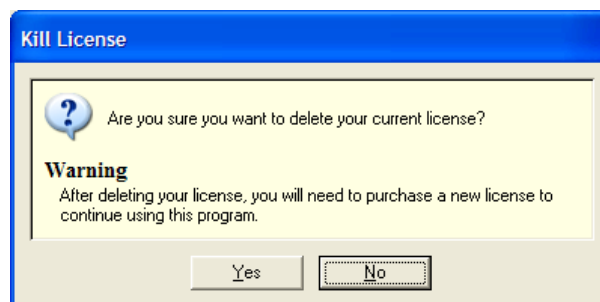 Kill License
Are you sure you want to delete your current license?
Warning
After deleting your license, you will need to purchase a new license to
continue using this program.
Yes No